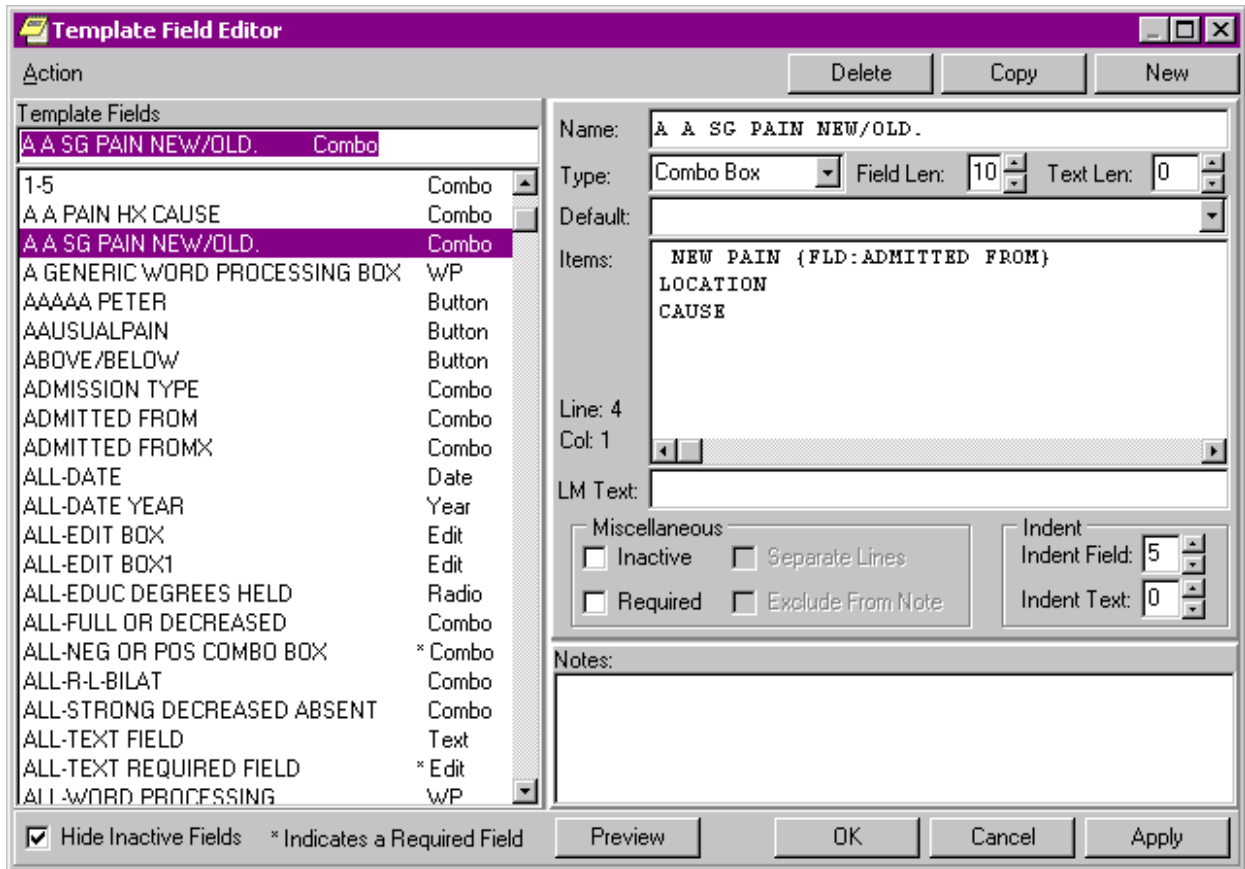 Template Field Editor
Action
Delete
Copy
New
Template Fields
A A SG PAIN NEW/OLD. Combo
1-5 Combo
A A PAIN HX CAUSE Combo
A A SG PAIN NEW/OLD. Combo
A GENERIC WORD PROCESSING BOX WP
AAAAA PETER Button
AAUSUALPAIN Button
ABOVE/BELOW Button
ADMISSION TYPE Combo
ADMITTED FROM Combo
ADMITTED FROMX Combo
ALL-DATE Date
ALL-DATE YEAR Year
ALL-EDIT BOX Edit
ALL-EDIT BOX1 Edit
ALL-EDUC DEGREES HELD Radio
ALL-FULL OR DECREASED Combo
ALL-NEG OR POS COMBO BOX * Combo
ALL-R-L-BILAT Combo
ALL-STRONG DECREASED ABSENT Combo
ALL-TEXT FIELD Text
ALL-TEXT REQUIRED FIELD * Edit
ALL-WORD PROCESSING WP
Name: A A SG PAIN NEW/OLD.
Type: Combo Box Field Len: 10 Text Len: 0
Default:
Items: NEW PAIN {FLD:ADMITTED FROM}
LOCATION
CAUSE
Line: 4
Col: 1
LM Text:
Miscellaneous
Inactive Separate Lines
Required Exclude From Note
Indent
Indent Field: 5
Indent Text: 0
Notes:
Hide Inactive Fields * Indicates a Required Field
Preview
OK
Cancel
Apply